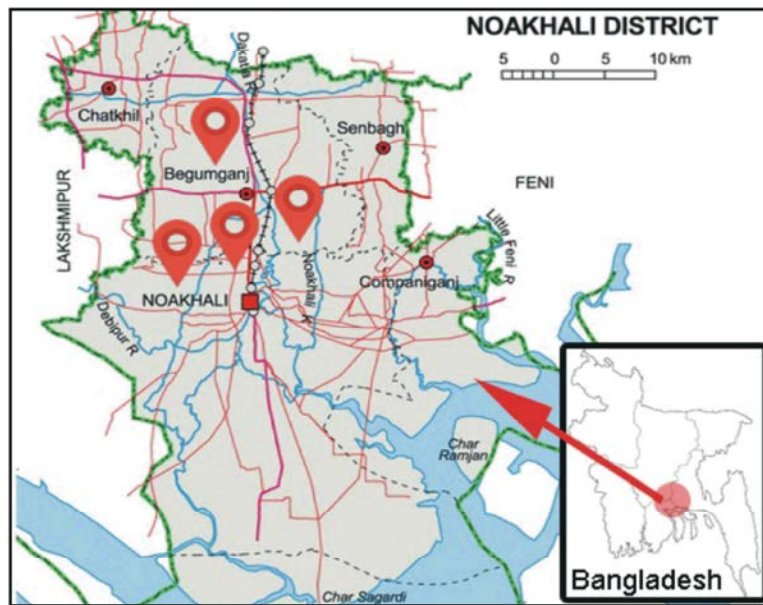 NOAKHALI DISTRICT
5 0 10 km
Dakatia R
Chatkhil
Senbagh
Begumganj
FENI
LAKSHMIPUR
Little Feni R
Companiganj
NOAKHALI
Noakhali K
Debipur R
Char
Ramjan
Char Sagardi
Bangladesh